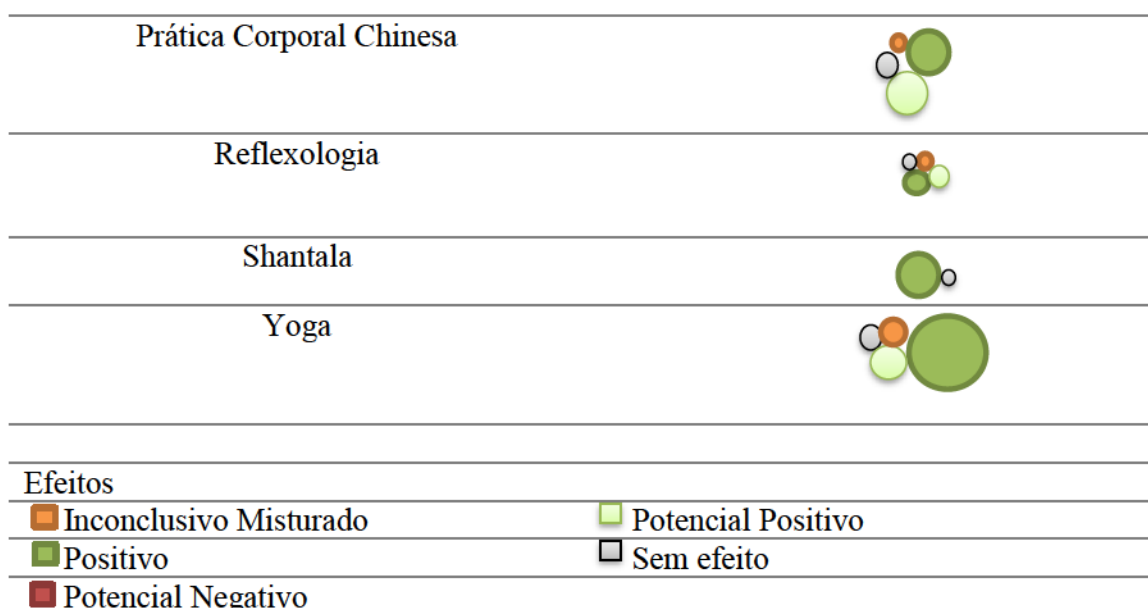 Prática Corporal Chinesa
Reflexologia
Shantala
Yoga
Efeitos
Inconclusivo Misturado Potencial Positivo
Positivo Sem efeito
Potencial Negativo